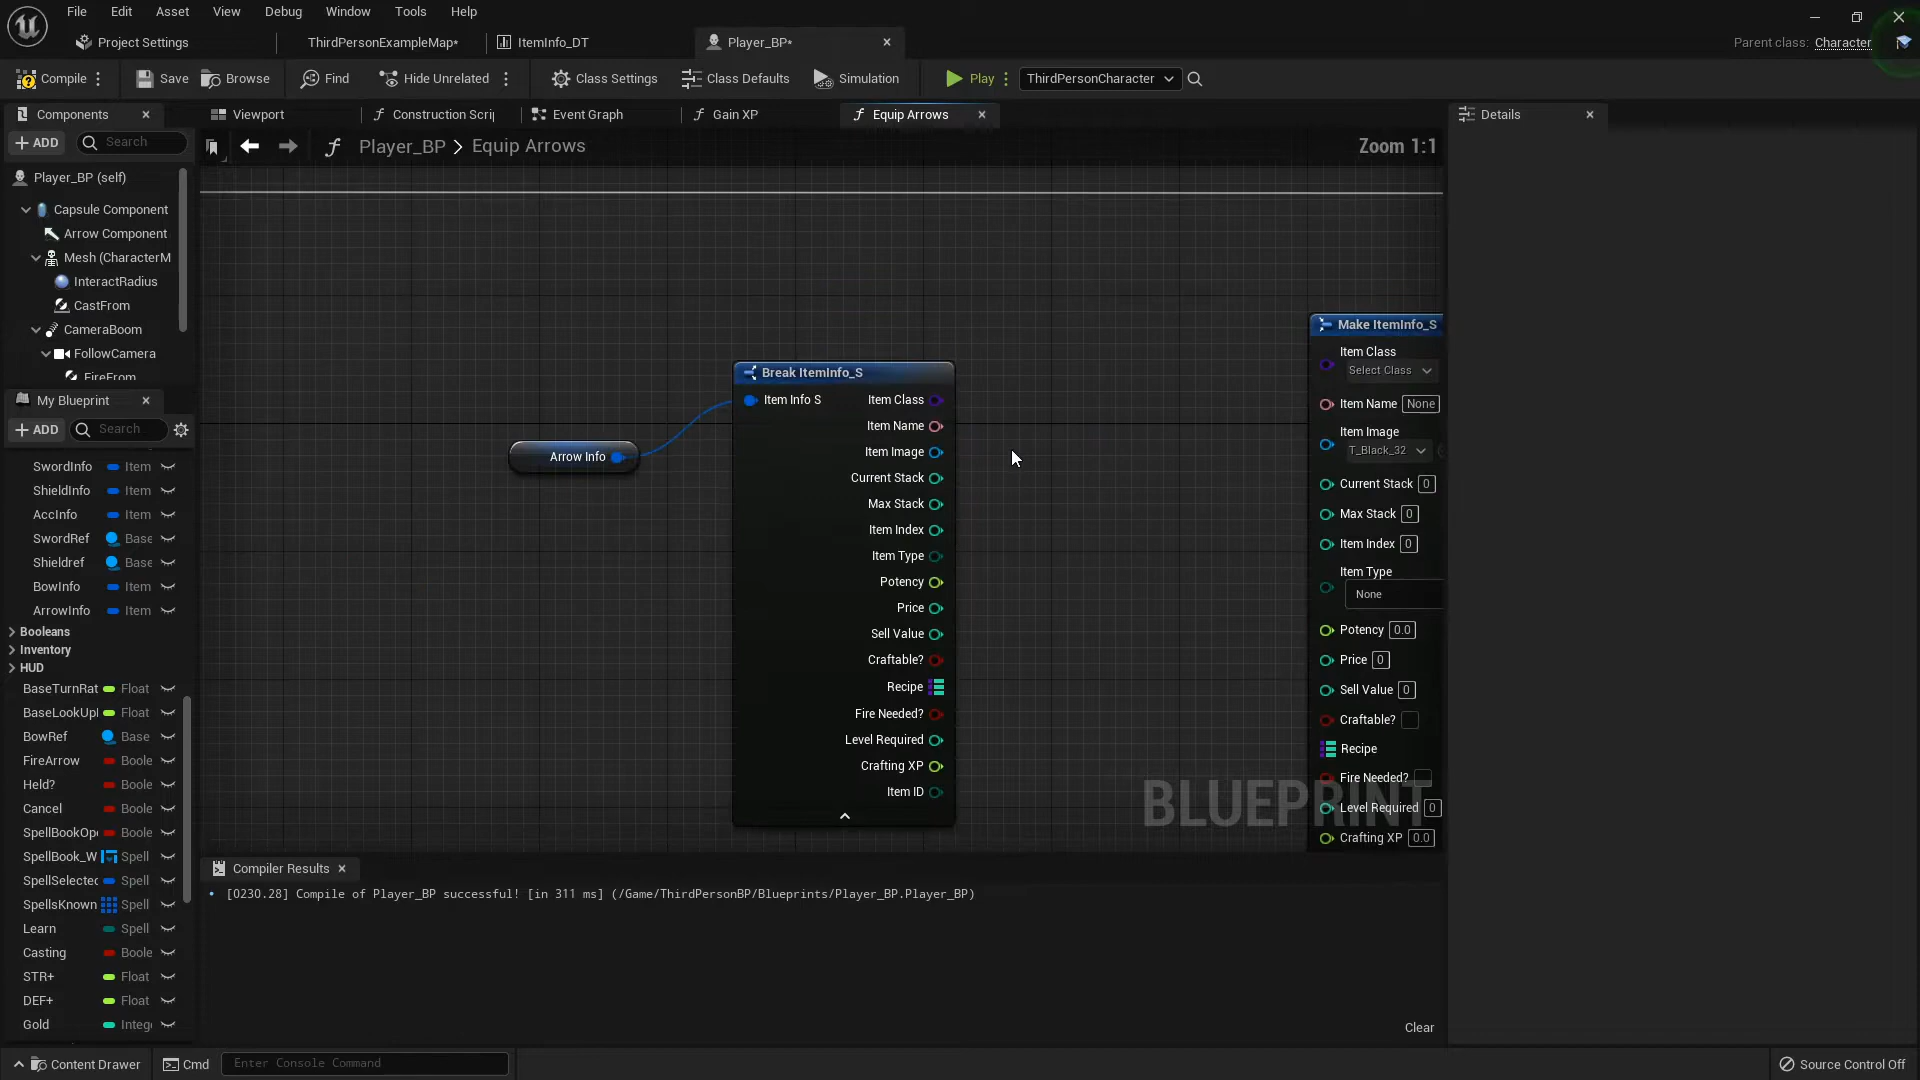 File Edit Asset View Debug Window Tools Help
Project Settings ThirdPersonExampleMap* ItemInfo_DT Player_BP* Parent class: Character
Compile Save Browse Find Hide Unrelated Class Settings Class Defaults Simulation Play ThirdPersonCharacter
Components Viewport Construction Scrip Event Graph Gain XP Equip Arrows Details
+ ADD Search
Player_BP > Equip Arrows Zoom 1:1
Player_BP (self)
Capsule Component
Arrow Component
Mesh (CharacterM
InteractRadius
CastFrom
CameraBoom
FollowCamera
FireFrom
My Blueprint
+ ADD Search
SwordInfo Item
ShieldInfo Item
AccInfo Item
SwordRef Base
Shieldref Base
BowInfo Item
ArrowInfo Item
Booleans
Inventory
HUD
BaseTurnRat Float
BaseLookUpl Float
BowRef Base
FireArrow Boole
Held? Boole
Cancel Boole
SpellBookOpe Boole
SpellBook_W Spell
SpellSelected Spell
SpellsKnown Spell
Learn Spell
Casting Boole
STR+ Float
DEF+ Float
Gold Intege
Arrow Info
Break ItemInfo_S
Item Info S Item Class
Item Name
Item Image
Current Stack
Max Stack
Item Index
Item Type
Potency
Price
Sell Value
Craftable?
Recipe
Fire Needed?
Level Required
Crafting XP
Item ID
Make ItemInfo_S
Item Class
Select Class
Item Name None
Item Image
T_Black_32
Current Stack 0
Max Stack 0
Item Index 0
Item Type
None
Potency 0.0
Price 0
Sell Value 0
Craftable?
Recipe
Fire Needed?
Level Required 0
Crafting XP 0.0
BLUEPRINT
Compiler Results
[0230.28] Compile of Player_BP successful! [in 311 ms] (/Game/ThirdPersonBP/Blueprints/Player_BP.Player_BP)
Clear
Content Drawer Cmd Enter Console Command Source Control Off